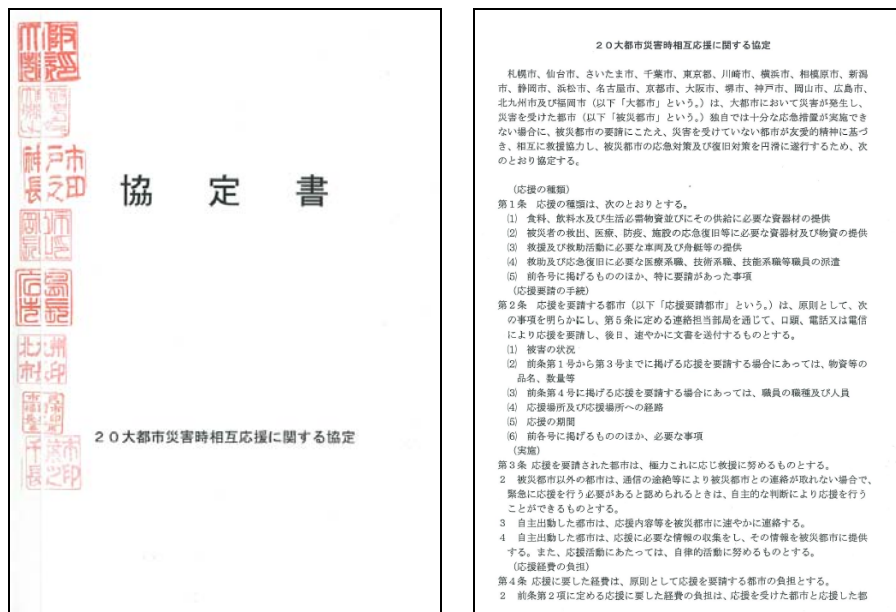 協定書
20大都市災害時相互応援に関する協定
20大都市災害時相互応援に関する協定
札幌市、仙台市、さいたま市、千葉市、東京都、川崎市、横浜市、相模原市、新潟
市、静岡市、浜松市、名古屋市、京都市、大阪市、堺市、神戸市、岡山市、広島市、
北九州市及び福岡市（以下「大都市」という。）は、大都市において災害が発生し、
災害を受けた都市（以下「被災都市」という。）独自では十分な応急措置が実施でき
ない場合に、被災都市の要請にこたえ、災害を受けていない都市が友愛的精神に基づ
き、相互に救援協力し、被災都市の応急対策及び復旧対策を円滑に遂行するため、次
のとおり協定する。
（応援の種類）
第1条 応援の種類は、次のとおりとする。
(1) 食料、飲料水及び生活必需物資並びにその供給に必要な資器材の提供
(2) 被災者の救出、医療、防疫、施設の応急復旧等に必要な資器材及び物資の提供
(3) 救援及び救助活動に必要な車両及び舟艇等の提供
(4) 救助及び応急復旧に必要な医療系職、技術系職、技能系職等職員の派遣
(5) 前各号に掲げるもののほか、特に要請があった事項
（応援要請の手続）
第2条 応援を要請する都市（以下「応援要請都市」という。）は、原則として、次
の事項を明らかにし、第5条に定める連絡担当部局を通じて、口頭、電話又は電信
により応援を要請し、後日、速やかに文書を送付するものとする。
(1) 被害の状況
(2) 前条第1号から第3号までに掲げる応援を要請する場合にあっては、物資等の
品名、数量等
(3) 前条第4号に掲げる応援を要請する場合にあっては、職員の職種及び人員
(4) 応援場所及び応援場所への経路
(5) 応援の期間
(6) 前各号に掲げるもののほか、必要な事項
（実施）
第3条 応援を要請された都市は、極力これに応じ救援に努めるものとする。
2 被災都市以外の都市は、通信の途絶等により被災都市との連絡が取れない場合で、
緊急に応援を行う必要があると認められるときは、自主的な判断により応援を行う
ことができるものとする。
3 自主出動した都市は、応援内容等を被災都市に速やかに連絡する。
4 自主出動した都市は、応援に必要な情報の収集をし、その情報を被災都市に提供
する。また、応援活動にあたっては、自律的活動に努めるものとする。
（応援経費の負担）
第4条 応援に要した経費は、原則として応援を要請する都市の負担とする。
2 前条第2項に定める応援に要した経費の負担は、応援を受けた都市と応援した都